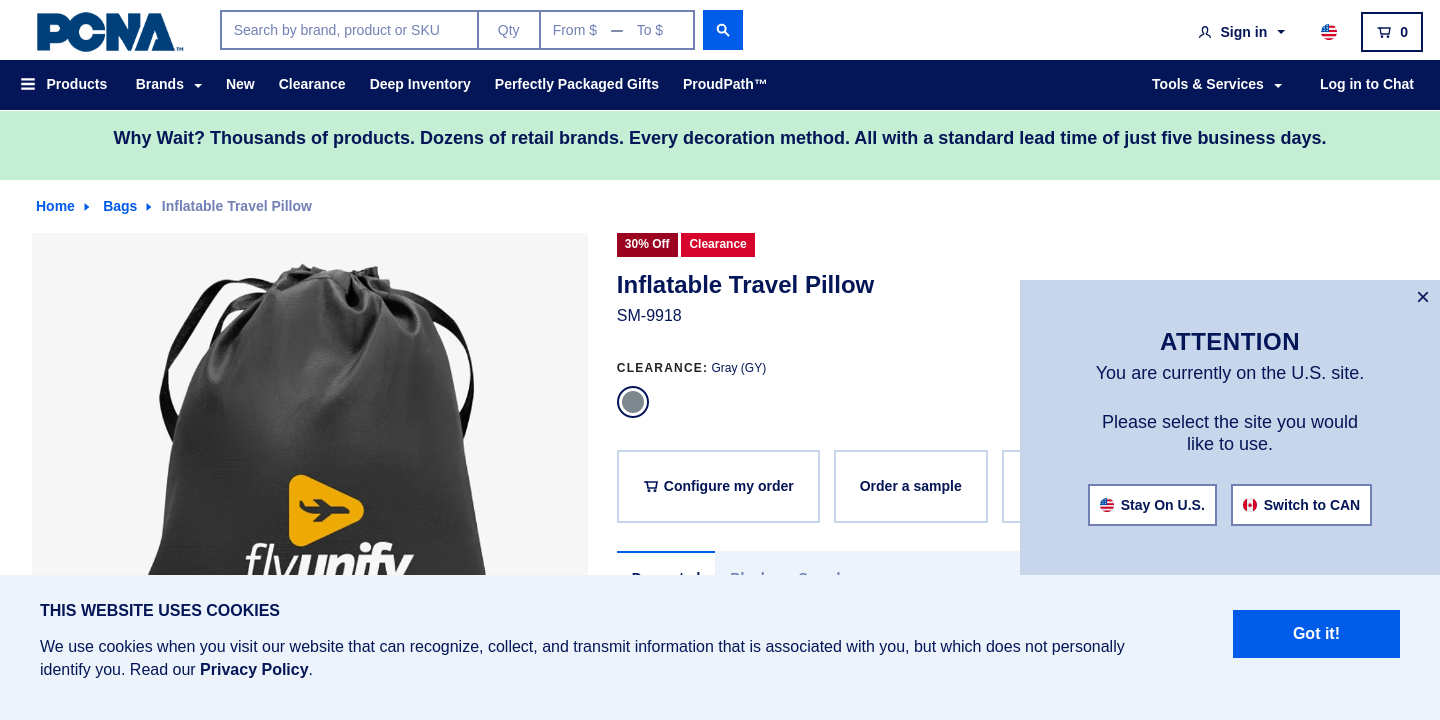 PCNA™
Search by brand, product or SKU
Qty
From $ — To $
Sign in
0
Products
Brands
New
Clearance
Deep Inventory
Perfectly Packaged Gifts
ProudPath™
Tools & Services
Log in to Chat
Why Wait? Thousands of products. Dozens of retail brands. Every decoration method. All with a standard lead time of just five business days.
Home
Bags
Inflatable Travel Pillow
flyunify
30% Off
Clearance
Inflatable Travel Pillow
SM-9918
CLEARANCE: Gray (GY)
Configure my order
Order a sample
×
ATTENTION
You are currently on the U.S. site.
Please select the site you would
like to use.
Stay On U.S.
Switch to CAN
THIS WEBSITE USES COOKIES
We use cookies when you visit our website that can recognize, collect, and transmit information that is associated with you, but which does not personally
identify you. Read our Privacy Policy.
Got it!